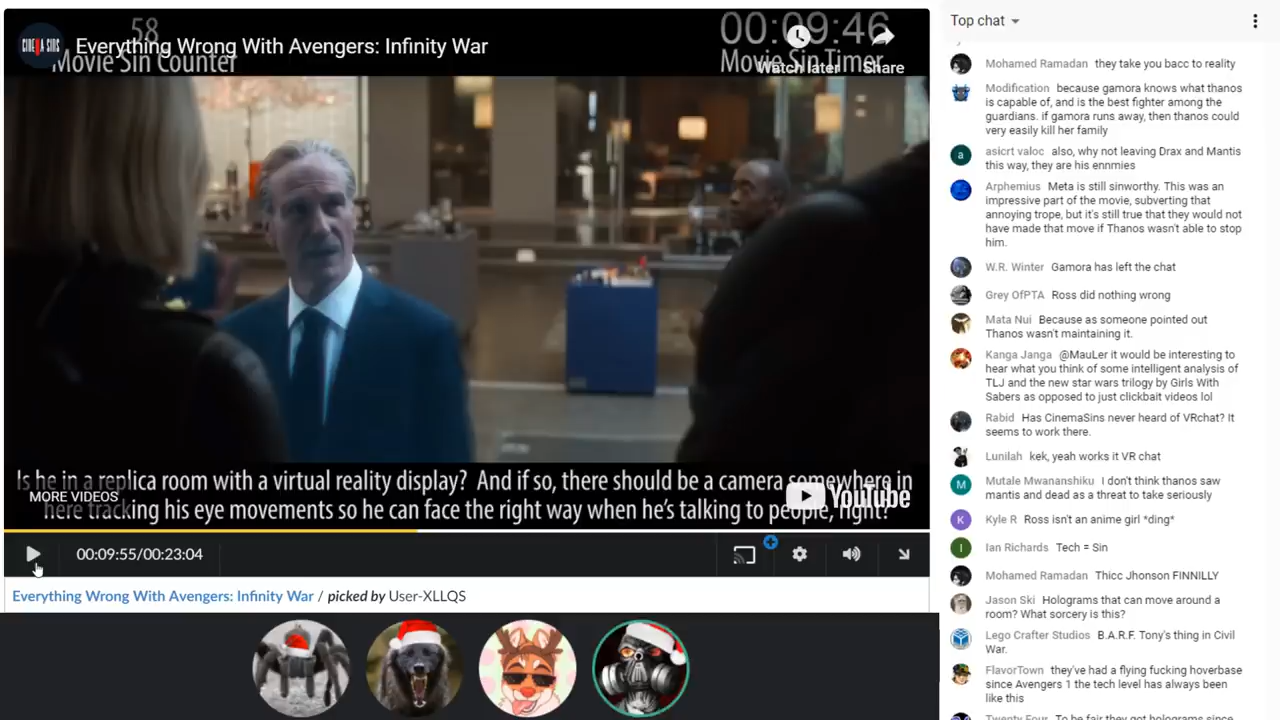 58
00:09:46
CINEMA SINS
Everything Wrong With Avengers: Infinity War
Movie Sin Counter
Movie Sin Timer
Watch later
Share
Is he in a replica room with a virtual reality display? And if so, there should be a camera somewhere in
here tracking his eye movements so he can face the right way when he's talking to people, right?
MORE VIDEOS
YouTube
00:09:55/00:23:04
Everything Wrong With Avengers: Infinity War / picked by User-XLLQS
Top chat
Mohamed Ramadan they take you bacc to reality
Modification because gamora knows what thanos
is capable of, and is the best fighter among the
guardians. if gamora runs away, then thanos could
very easily kill her family
a
asicrt valoc also, why not leaving Drax and Mantis
this way, they are his ennmies
Arphemius Meta is still sinworthy. This was an
impressive part of the movie, subverting that
annoying trope, but it's still true that they would not
have made that move if Thanos wasn't able to stop
him.
W.R. Winter Gamora has left the chat
Grey OfPTA Ross did nothing wrong
Mata Nui Because as someone pointed out
Thanos wasn't maintaining it.
Kanga Janga @MauLer it would be interesting to
hear what you think of some intelligent analysis of
TLJ and the new star wars trilogy by Girls With
Sabers as opposed to just clickbait videos lol
Rabid Has CinemaSins never heard of VRchat? It
seems to work there.
Lunilah kek, yeah works it VR chat
M
Mutale Mwananshiku I don't think thanos saw
mantis and dead as a threat to take seriously
K
Kyle R Ross isn't an anime girl *ding*
I
Ian Richards Tech = Sin
Mohamed Ramadan Thicc Jhonson FINNILLY
Jason Ski Holograms that can move around a
room? What sorcery is this?
Lego Crafter Studios B.A.R.F. Tony's thing in Civil
War.
FlavorTown they've had a flying fucking hoverbase
since Avengers 1 the tech level has always been
like this
Twenty Four To be fair they got holograms since